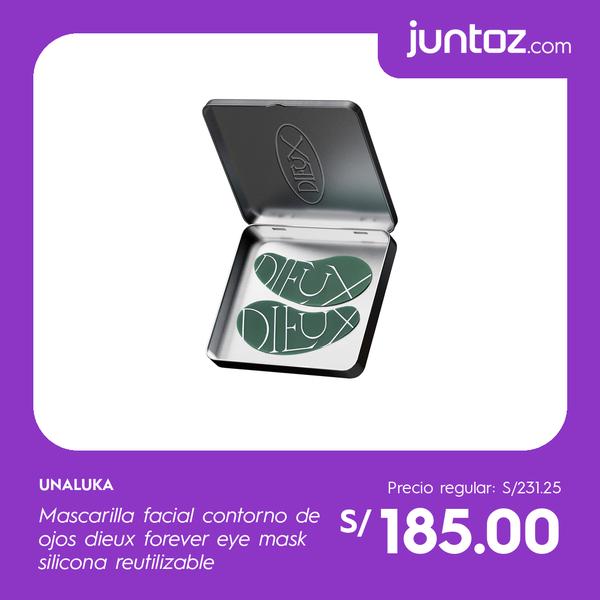 juntoz.com
DIEUX
DIEUX
DIEUX
UNALUKA
Mascarilla facial contorno de
ojos dieux forever eye mask
silicona reutilizable
Precio regular: S/231.25
S/185.00